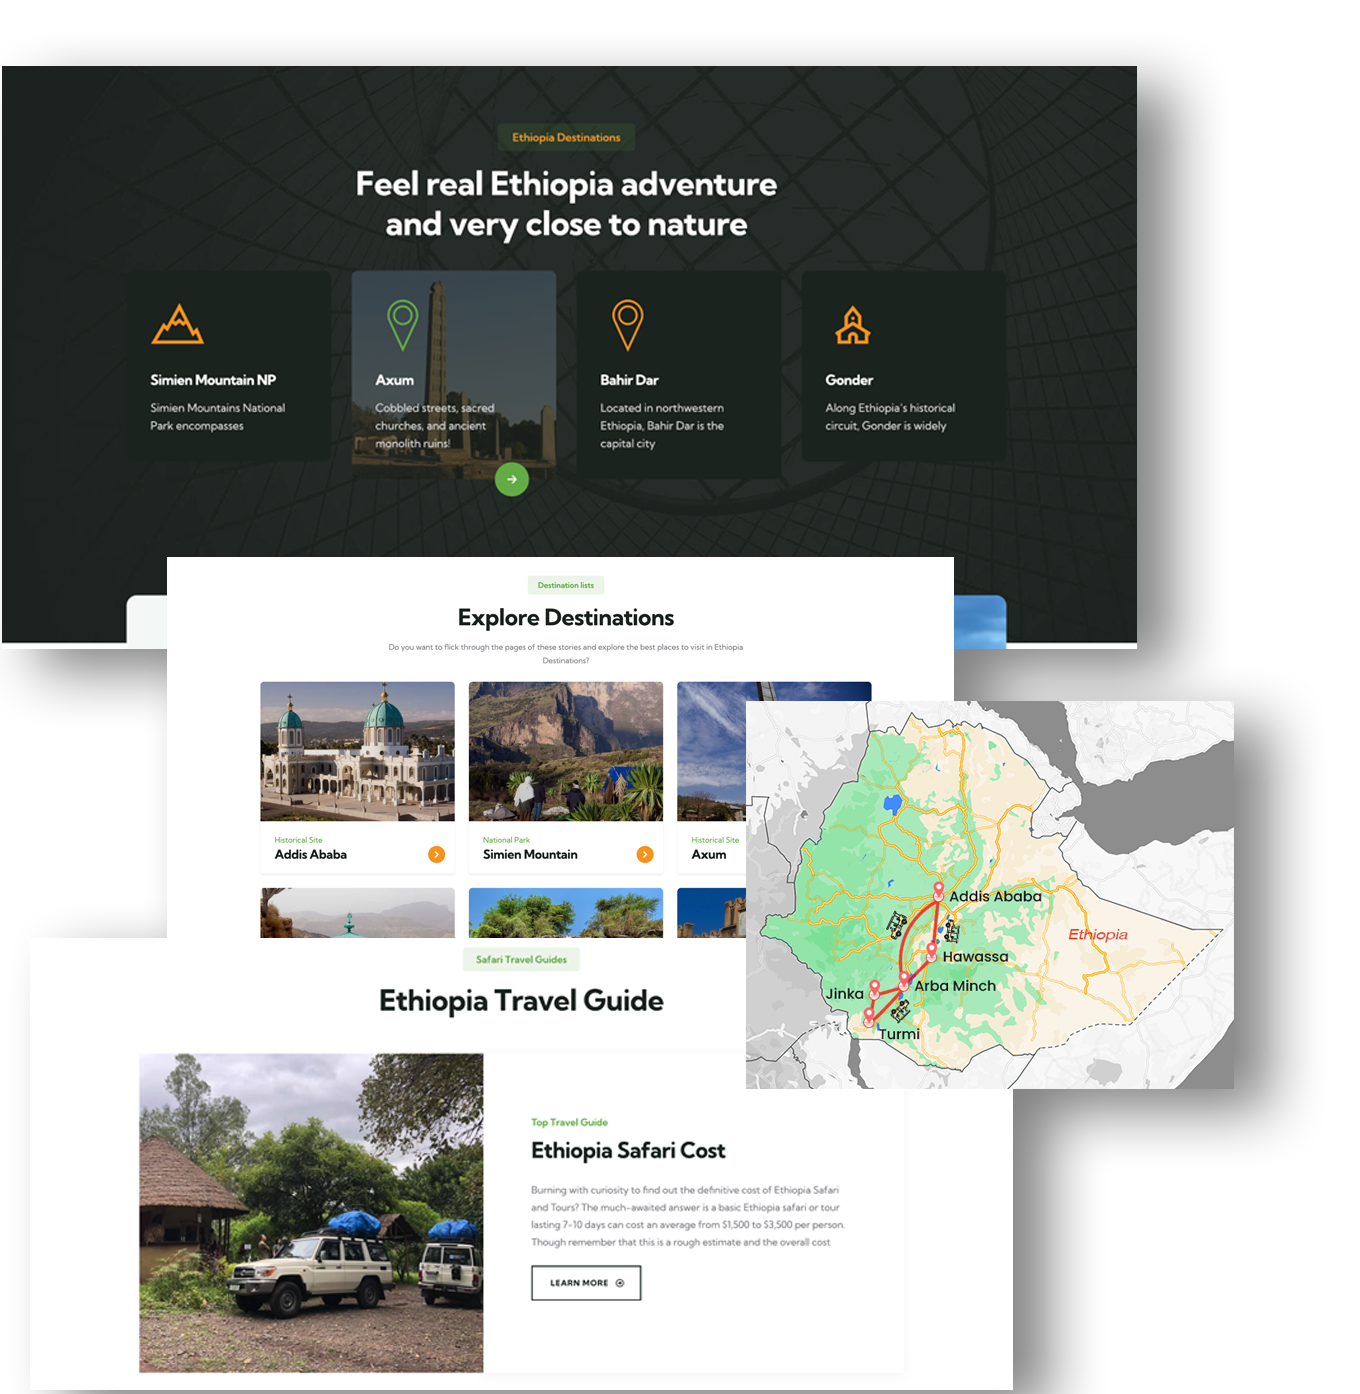 Ethiopia Destinations
Feel real Ethiopia adventure
and very close to nature
Simien Mountain NP
Simien Mountains National
Park encompasses
Axum
Cobbled streets, sacred
churches, and ancient
monolith ruins!
Bahir Dar
Located in northwestern
Ethiopia, Bahir Dar is the
capital city
Gonder
Along Ethiopia's historical
circuit, Gonder is widely
Destination lists
Explore Destinations
Do you want to flick through the pages of these stories and explore the best places to visit in Ethiopia
Destinations?
Historical Site
Addis Ababa
National Park
Simien Mountain
Historical Site
Axum
Addis Ababa
Ethiopia
Hawassa
Arba Minch
Jinka
Turmi
Safari Travel Guides
Ethiopia Travel Guide
Top Travel Guide
Ethiopia Safari Cost
Burning with curiosity to find out the definitive cost of Ethiopia Safari
and Tours? The much-awaited answer is a basic Ethiopia safari or tour
lasting 7-10 days can cost an average from $1,500 to $3,500 per person.
Though remember that this is a rough estimate and the overall cost
LEARN MORE